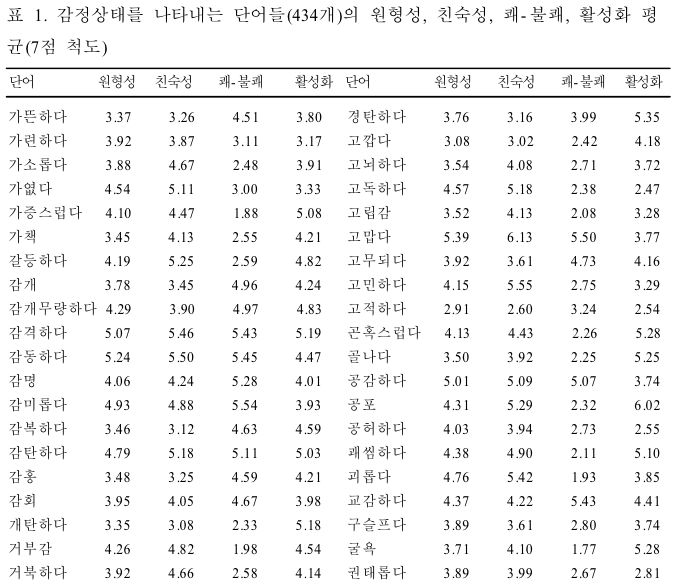 표 1. 감정상태를 나타내는 단어들(434개)의 원형성, 친숙성, 쾌-불쾌, 활성화 평
균(7점 척도)
단어 원형성 친숙성 쾌-불쾌 활성화 단어 원형성 친숙성 쾌-불쾌 활성화
가뜬하다 3.37 3.26 4.51 3.80 경탄하다 3.76 3.16 3.99 5.35
가련하다 3.92 3.87 3.11 3.17 고깝다 3.08 3.02 2.42 4.18
가소롭다 3.88 4.67 2.48 3.91 고뇌하다 3.54 4.08 2.71 3.72
가엾다 4.54 5.11 3.00 3.33 고독하다 4.57 5.18 2.38 2.47
가증스럽다 4.10 4.47 1.88 5.08 고립감 3.52 4.13 2.08 3.28
가책 3.45 4.13 2.55 4.21 고맙다 5.39 6.13 5.50 3.77
갈등하다 4.19 5.25 2.59 4.82 고무되다 3.92 3.61 4.73 4.16
감개 3.78 3.45 4.96 4.24 고민하다 4.15 5.55 2.75 3.29
감개무량하다 4.29 3.90 4.97 4.83 고적하다 2.91 2.60 3.24 2.54
감격하다 5.07 5.46 5.43 5.19 곤혹스럽다 4.13 4.43 2.26 5.28
감동하다 5.24 5.50 5.45 4.47 골나다 3.50 3.92 2.25 5.25
감명 4.06 4.24 5.28 4.01 공감하다 5.01 5.09 5.07 3.74
감미롭다 4.93 4.88 5.54 3.93 공포 4.31 5.29 2.32 6.02
감복하다 3.46 3.12 4.63 4.59 공허하다 4.03 3.94 2.73 2.55
감탄하다 4.79 5.18 5.11 5.03 괘씸하다 4.38 4.90 2.11 5.10
감흥 3.48 3.25 4.59 4.21 괴롭다 4.76 5.42 1.93 3.85
감회 3.95 4.05 4.67 3.98 교감하다 4.37 4.22 5.43 4.41
개탄하다 3.35 3.08 2.33 5.18 구슬프다 3.89 3.61 2.80 3.74
거부감 4.26 4.82 1.98 4.54 굴욕 3.71 4.10 1.77 5.28
거북하다 3.92 4.66 2.58 4.14 권태롭다 3.89 3.99 2.67 2.81